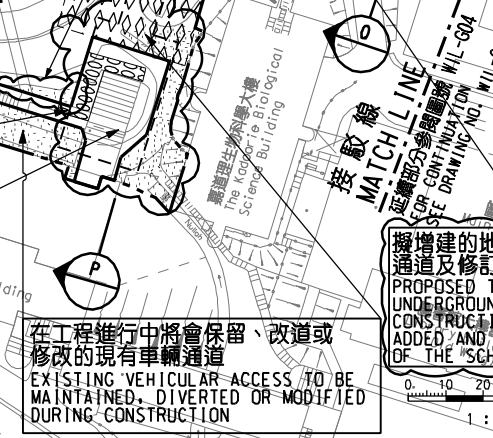 O
接駁線
MATCH LINE
延續部分參閱圖號 WIL-G04
FOR CONTINUATION
SEE DRAWING NO.
嘉道理生物科學大樓
The Kadoorie Biological
Science Building
P
擬增建的地
通道及修訂
PROPOSED T
UNDERGROUN
CONSTRUCTI
ADDED AND
OF THE SCH
在工程進行中將會保留、改道或
修改的現有車輛通道
EXISTING VEHICULAR ACCESS TO BE
MAINTAINED, DIVERTED OR MODIFIED
DURING CONSTRUCTION
0 10 20
1 :